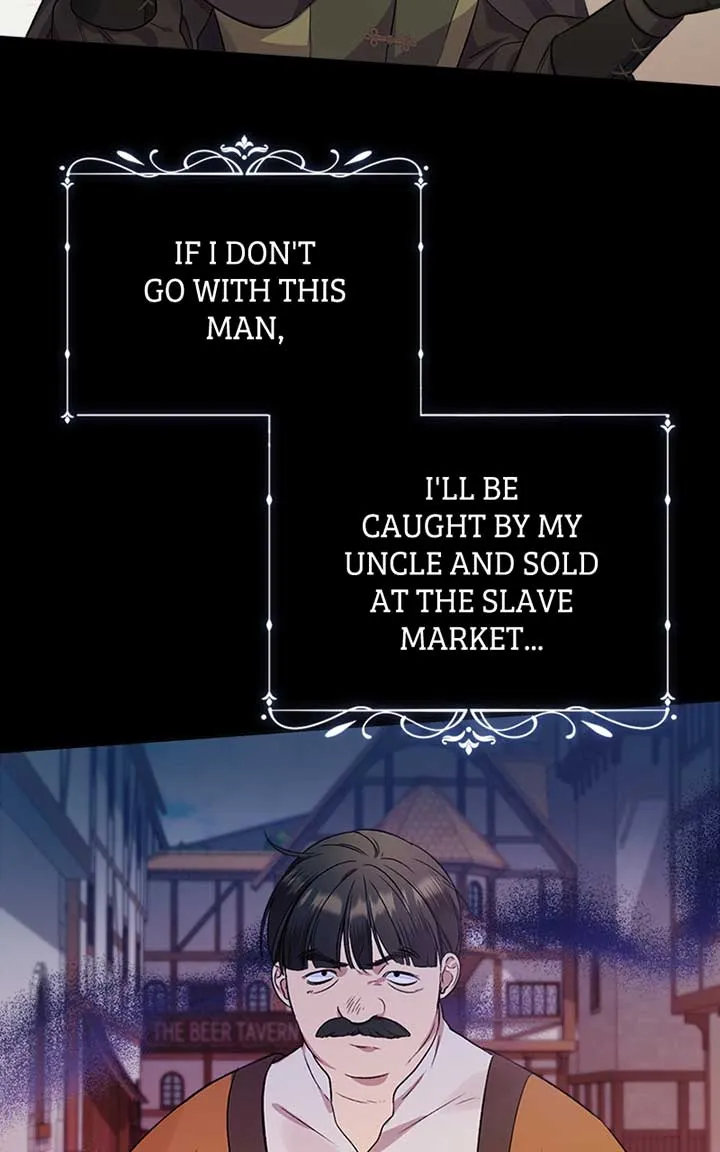 IF I DON'T
GO WITH THIS
MAN,
I'LL BE
CAUGHT BY MY
UNCLE AND SOLD
AT THE SLAVE
MARKET...
THE BEER TAVERN